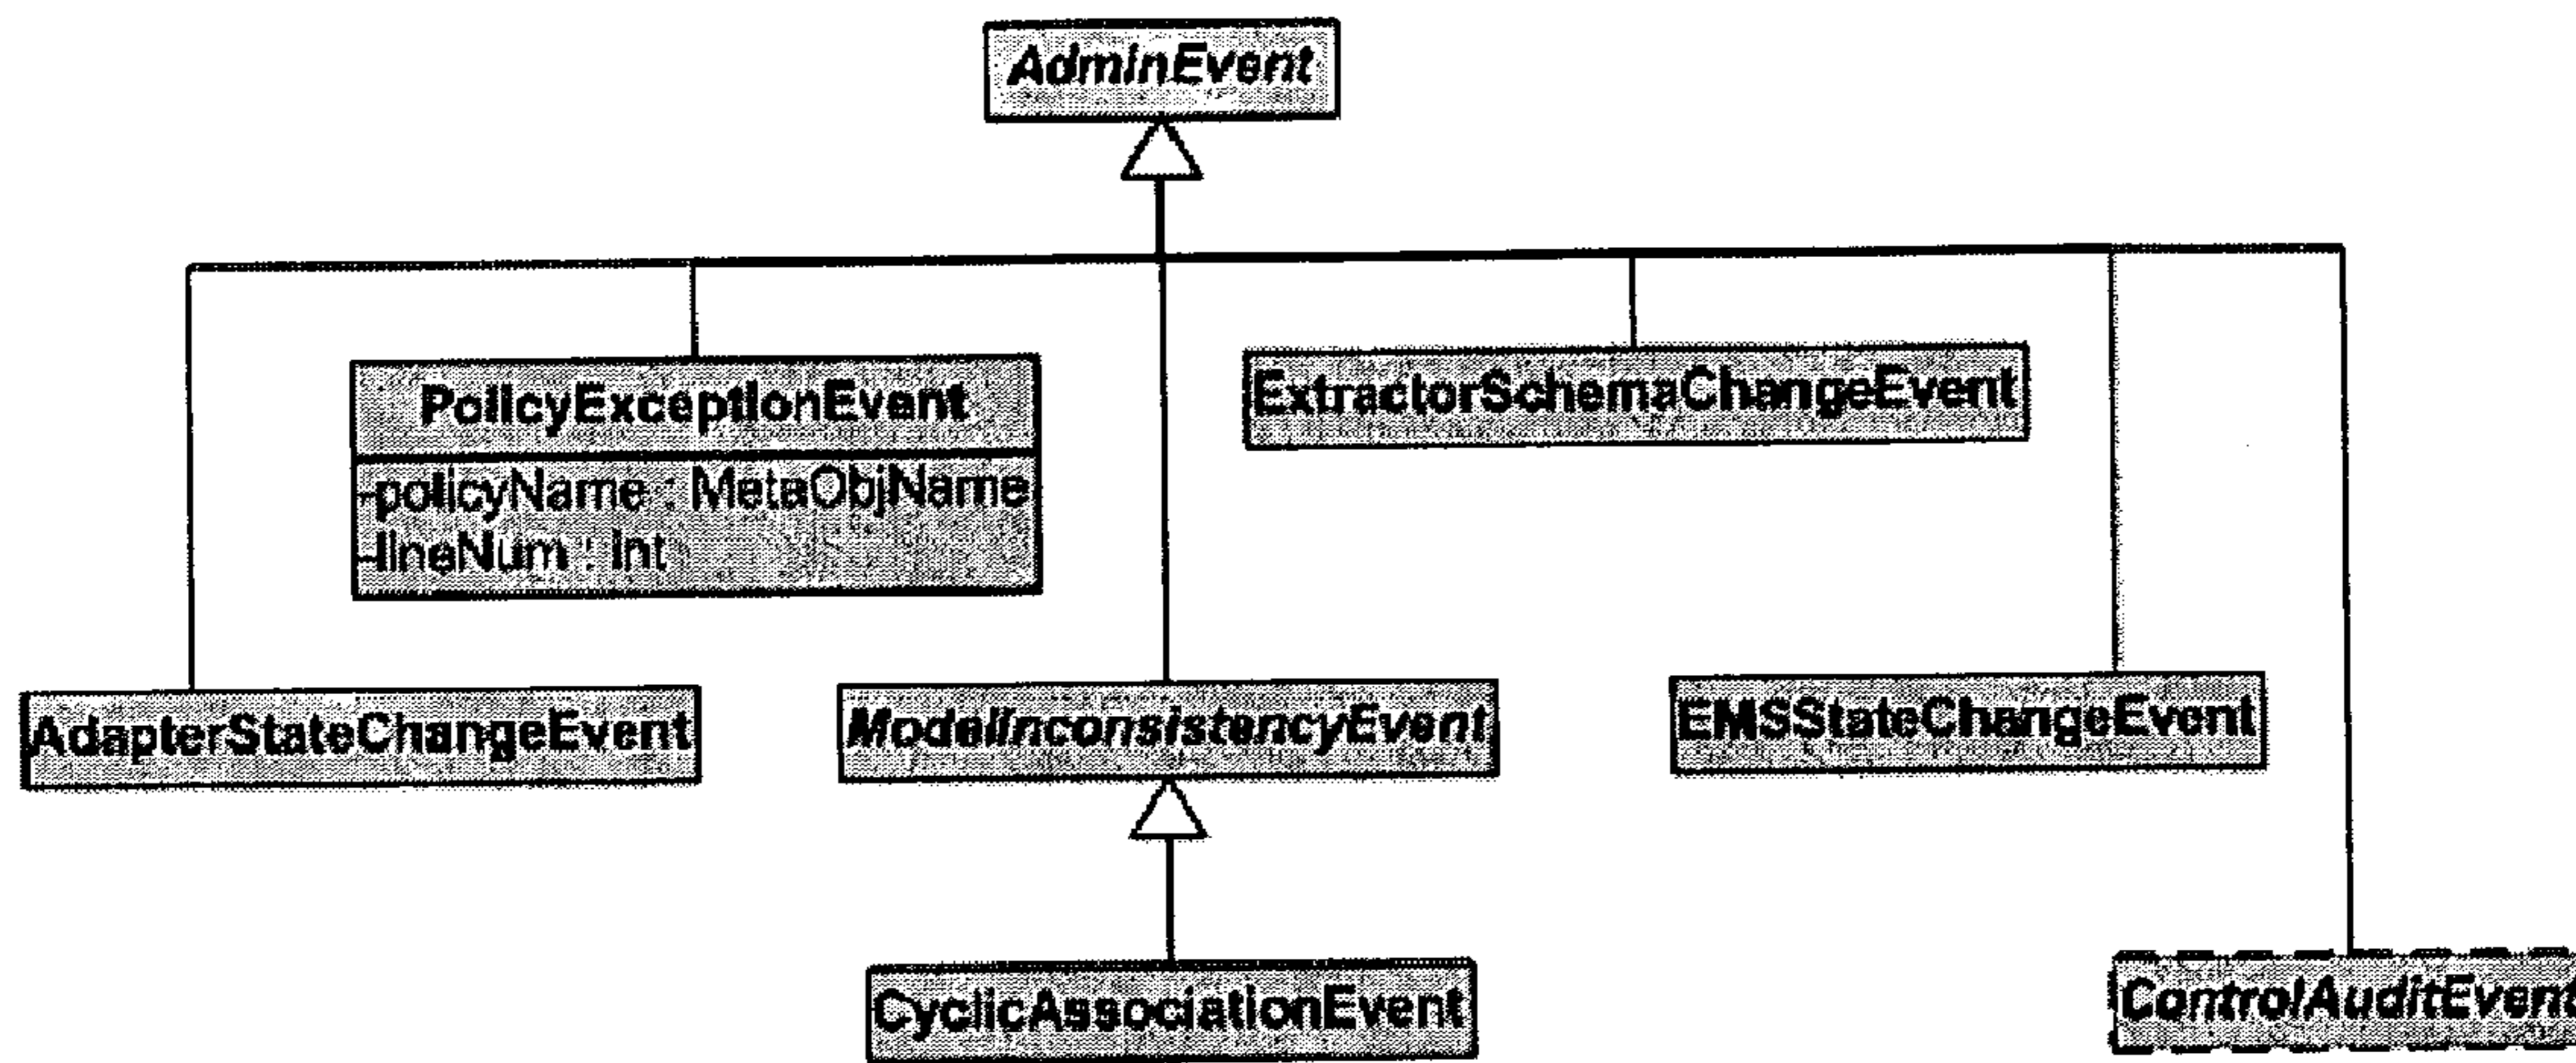 AdminEvent
PolicyExceptionEvent
-policyName : MetaObjName
-lineNum : int
ExtractorSchemaChangeEvent
AdapterStateChangeEvent
ModelInconsistencyEvent
EMSStateChangeEvent
CyclicAssociationEvent
ControlAuditEvent